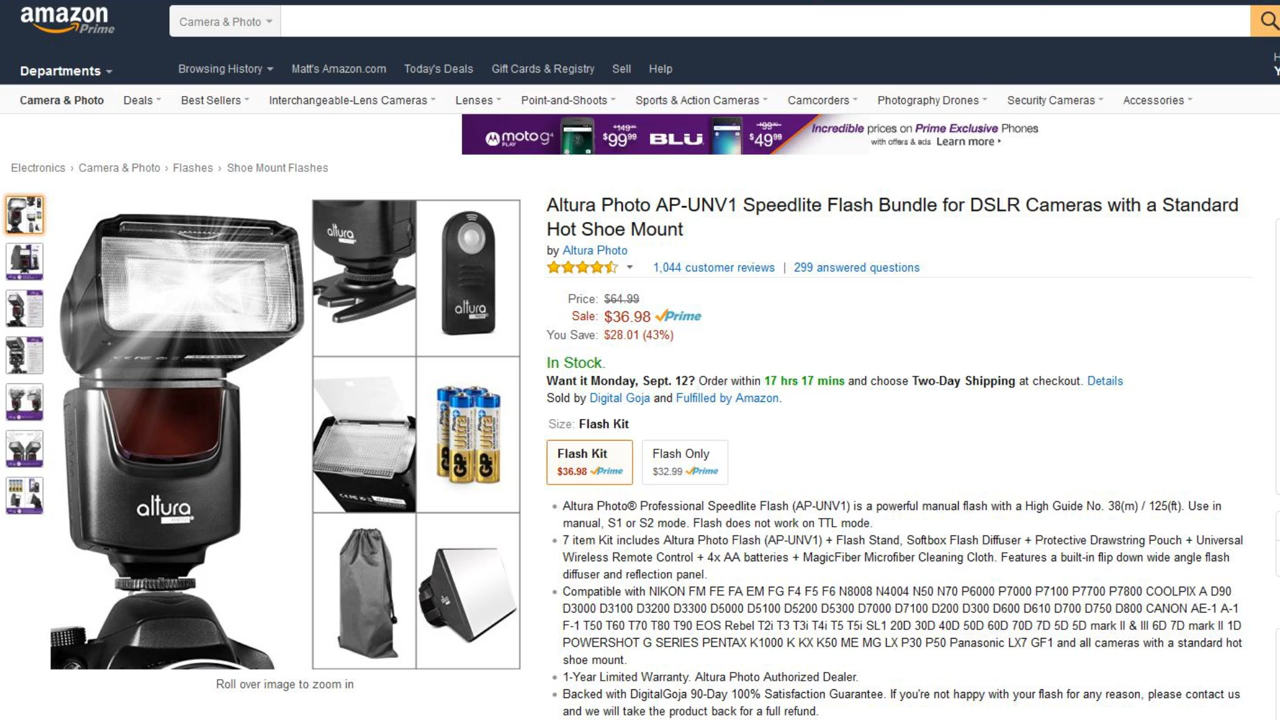 amazon
Prime
Camera & Photo
Departments
Browsing History
Matt's Amazon.com
Today's Deals
Gift Cards & Registry
Sell
Help
Camera & Photo
Deals
Best Sellers
Interchangeable-Lens Cameras
Lenses
Point-and-Shoots
Sports & Action Cameras
Camcorders
Photography Drones
Security Cameras
Accessories
moto g4
PLAY
$99.99
BLU
$49.99
Incredible prices on Prime Exclusive Phones
with offers & ads Learn more
Electronics › Camera & Photo › Flashes › Shoe Mount Flashes
altura
altura
altura
GP
Ultra
Roll over image to zoom in
Altura Photo AP-UNV1 Speedlite Flash Bundle for DSLR Cameras with a Standard
Hot Shoe Mount
by Altura Photo
1,044 customer reviews | 299 answered questions
Price: $64.99
Sale: $36.98 Prime
You Save: $28.01 (43%)
In Stock.
Want it Monday, Sept. 12? Order within 17 hrs 17 mins and choose Two-Day Shipping at checkout. Details
Sold by Digital Goja and Fulfilled by Amazon.
Size: Flash Kit
Flash Kit
$36.98 Prime
Flash Only
$32.99 Prime
Altura Photo® Professional Speedlite Flash (AP-UNV1) is a powerful manual flash with a High Guide No. 38(m) / 125(ft). Use in
manual, S1 or S2 mode. Flash does not work on TTL mode.
7 item Kit includes Altura Photo Flash (AP-UNV1) + Flash Stand, Softbox Flash Diffuser + Protective Drawstring Pouch + Universal
Wireless Remote Control + 4x AA batteries + MagicFiber Microfiber Cleaning Cloth. Features a built-in flip down wide angle flash
diffuser and reflection panel.
Compatible with NIKON FM FE FA EM FG F4 F5 F6 N8008 N4004 N50 N70 P6000 P7000 P7100 P7700 P7800 COOLPIX A D90
D3000 D3100 D3200 D3300 D5000 D5100 D5200 D5300 D7000 D7100 D200 D300 D600 D610 D700 D750 D800 CANON AE-1 A-1
F-1 T50 T60 T70 T80 T90 EOS Rebel T2i T3 T3i T4i T5 T5i SL1 20D 30D 40D 50D 60D 70D 7D 5D 5D mark II & III 6D 7D mark II 1D
POWERSHOT G SERIES PENTAX K1000 K KX K50 ME MG LX P30 P50 Panasonic LX7 GF1 and all cameras with a standard hot
shoe mount.
1-Year Limited Warranty. Altura Photo Authorized Dealer.
Backed with DigitalGoja 90-Day 100% Satisfaction Guarantee. If you're not happy with your flash for any reason, please contact us
and we will take the product back for a full refund.